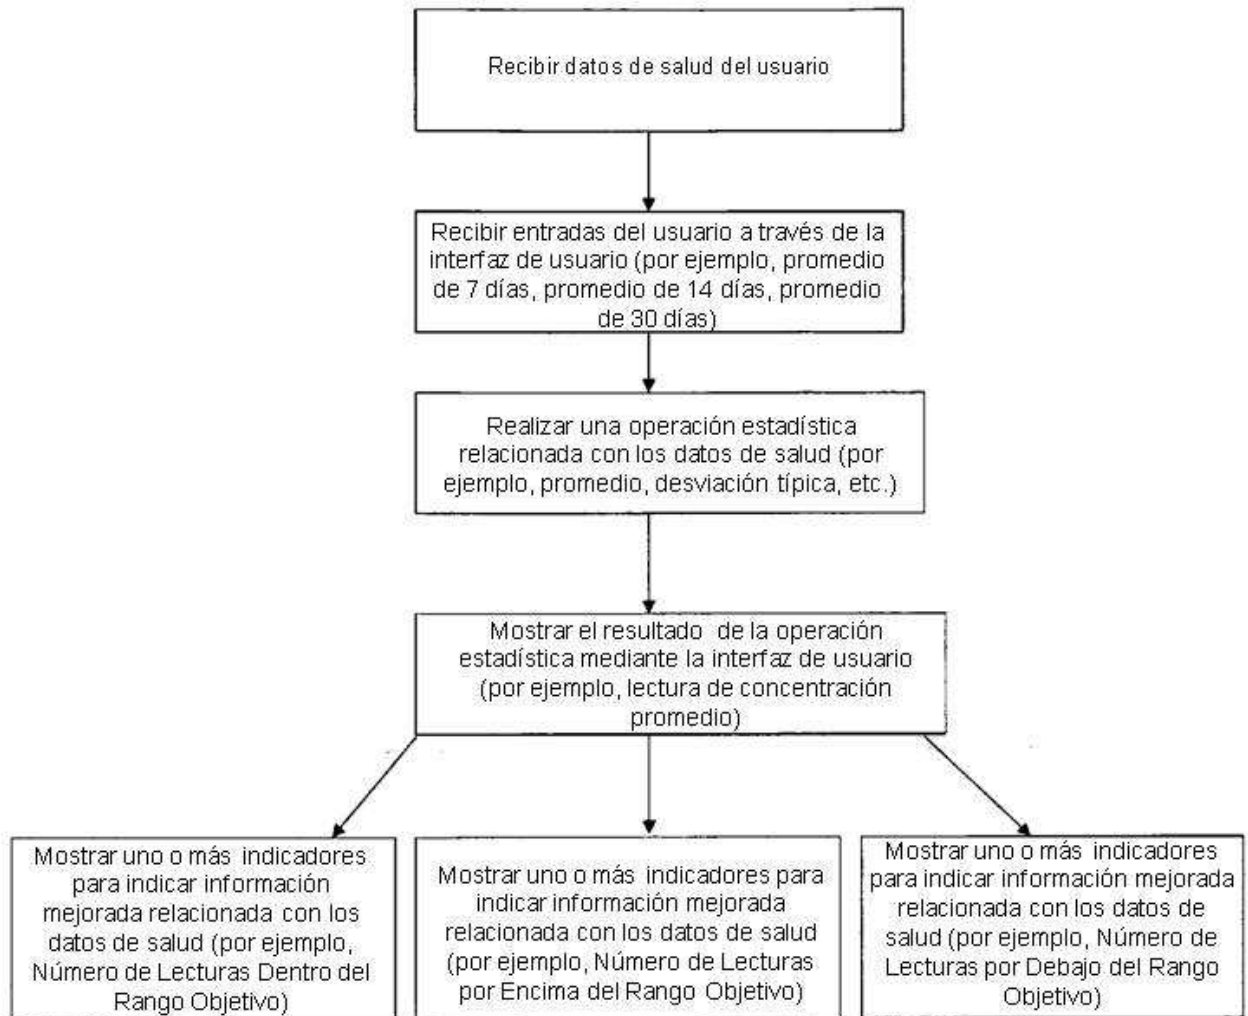 Recibir datos de salud del usuario
Recibir entradas del usuario a través de la
interfaz de usuario (por ejemplo, promedio
de 7 días, promedio de 14 días, promedio
de 30 días)
Realizar una operación estadística
relacionada con los datos de salud (por
ejemplo, promedio, desviación típica, etc.)
Mostrar el resultado de la operación
estadística mediante la interfaz de usuario
(por ejemplo, lectura de concentración
promedio)
Mostrar uno o más indicadores
para indicar información
mejorada relacionada con los
datos de salud (por ejemplo,
Número de Lecturas Dentro del
Rango Objetivo)
Mostrar uno o más indicadores para
indicar información mejorada
relacionada con los datos de salud
(por ejemplo, Número de Lecturas
por Encima del Rango Objetivo)
Mostrar uno o más indicadores
para indicar información mejorada
relacionada con los datos de
salud (por ejemplo, Número de
Lecturas por Debajo del Rango
Objetivo)